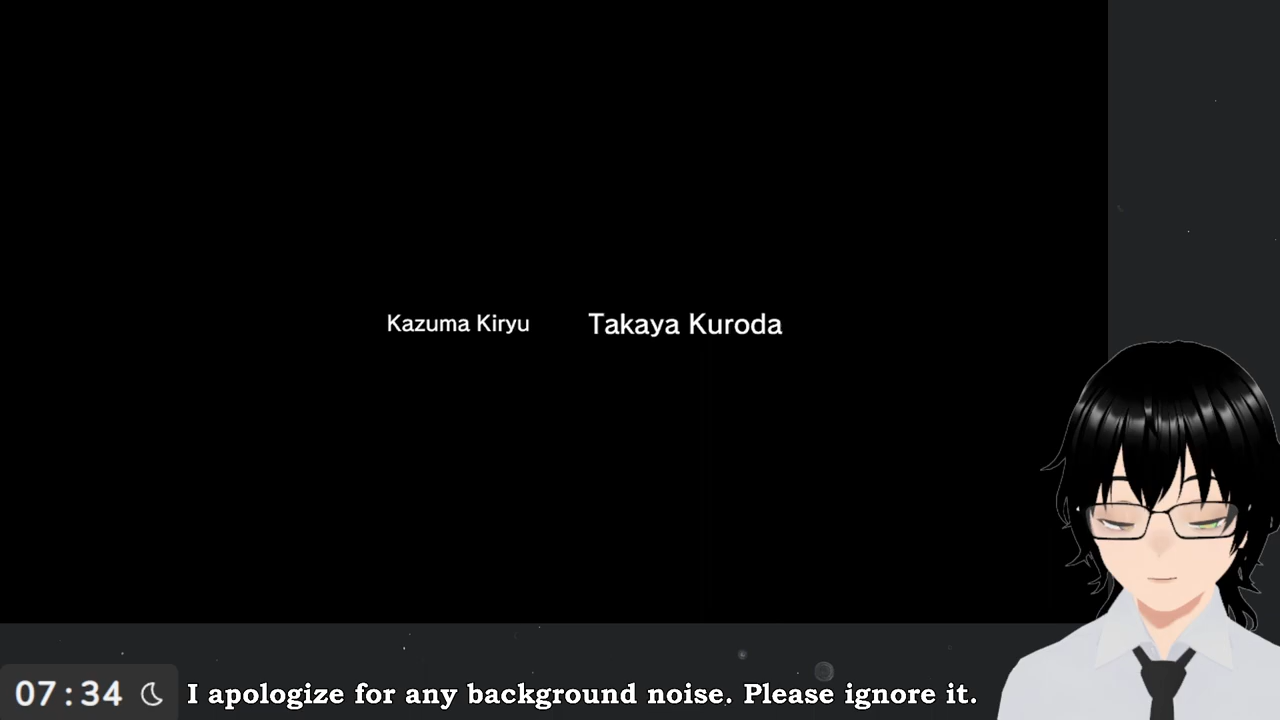 Kazuma Kiryu Takaya Kuroda
07:34 I apologize for any background noise. Please ignore it.